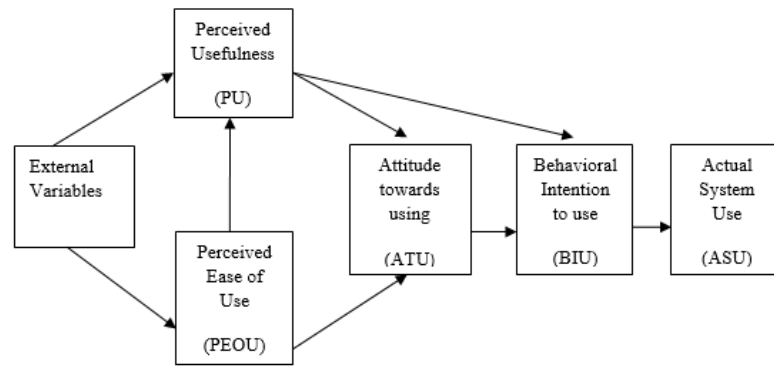 Perceived
Usefulness
(PU)
External
Variables
Perceived
Ease of
Use
(PEOU)
Attitude
towards
using
(ATU)
Behavioral
Intention
to use
(BIU)
Actual
System
Use
(ASU)